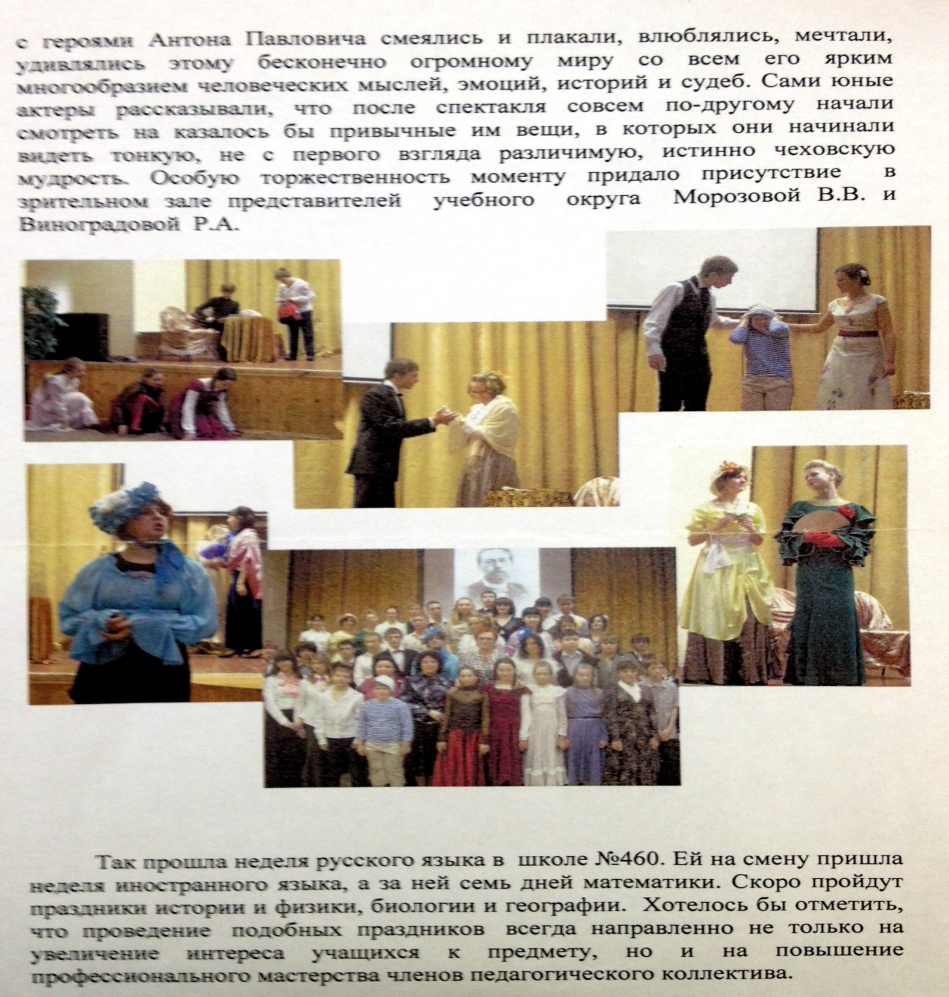 с героями Антона Павловича смеялись и плакали, влюблялись, мечтали,
удивлялись этому бесконечно огромному миру со всем его ярким
многообразием человеческих мыслей, эмоций, историй и судеб. Сами юные
актеры рассказывали, что после спектакля совсем по-другому начали
смотреть на казалось бы привычные им вещи, в которых они начинали
видеть тонкую, не с первого взгляда различимую, истинно чеховскую
мудрость. Особую торжественность моменту придало присутствие в
зрительном зале представителей учебного округа Морозовой В.В. и
Виноградовой Р.А.
Так прошла неделя русского языка в школе №460. Ей на смену пришла
неделя иностранного языка, а за ней семь дней математики. Скоро пройдут
праздники истории и физики, биологии и географии. Хотелось бы отметить,
что проведение подобных праздников всегда направленно не только на
увеличение интереса учащихся к предмету, но и на повышение
профессионального мастерства членов педагогического коллектива.